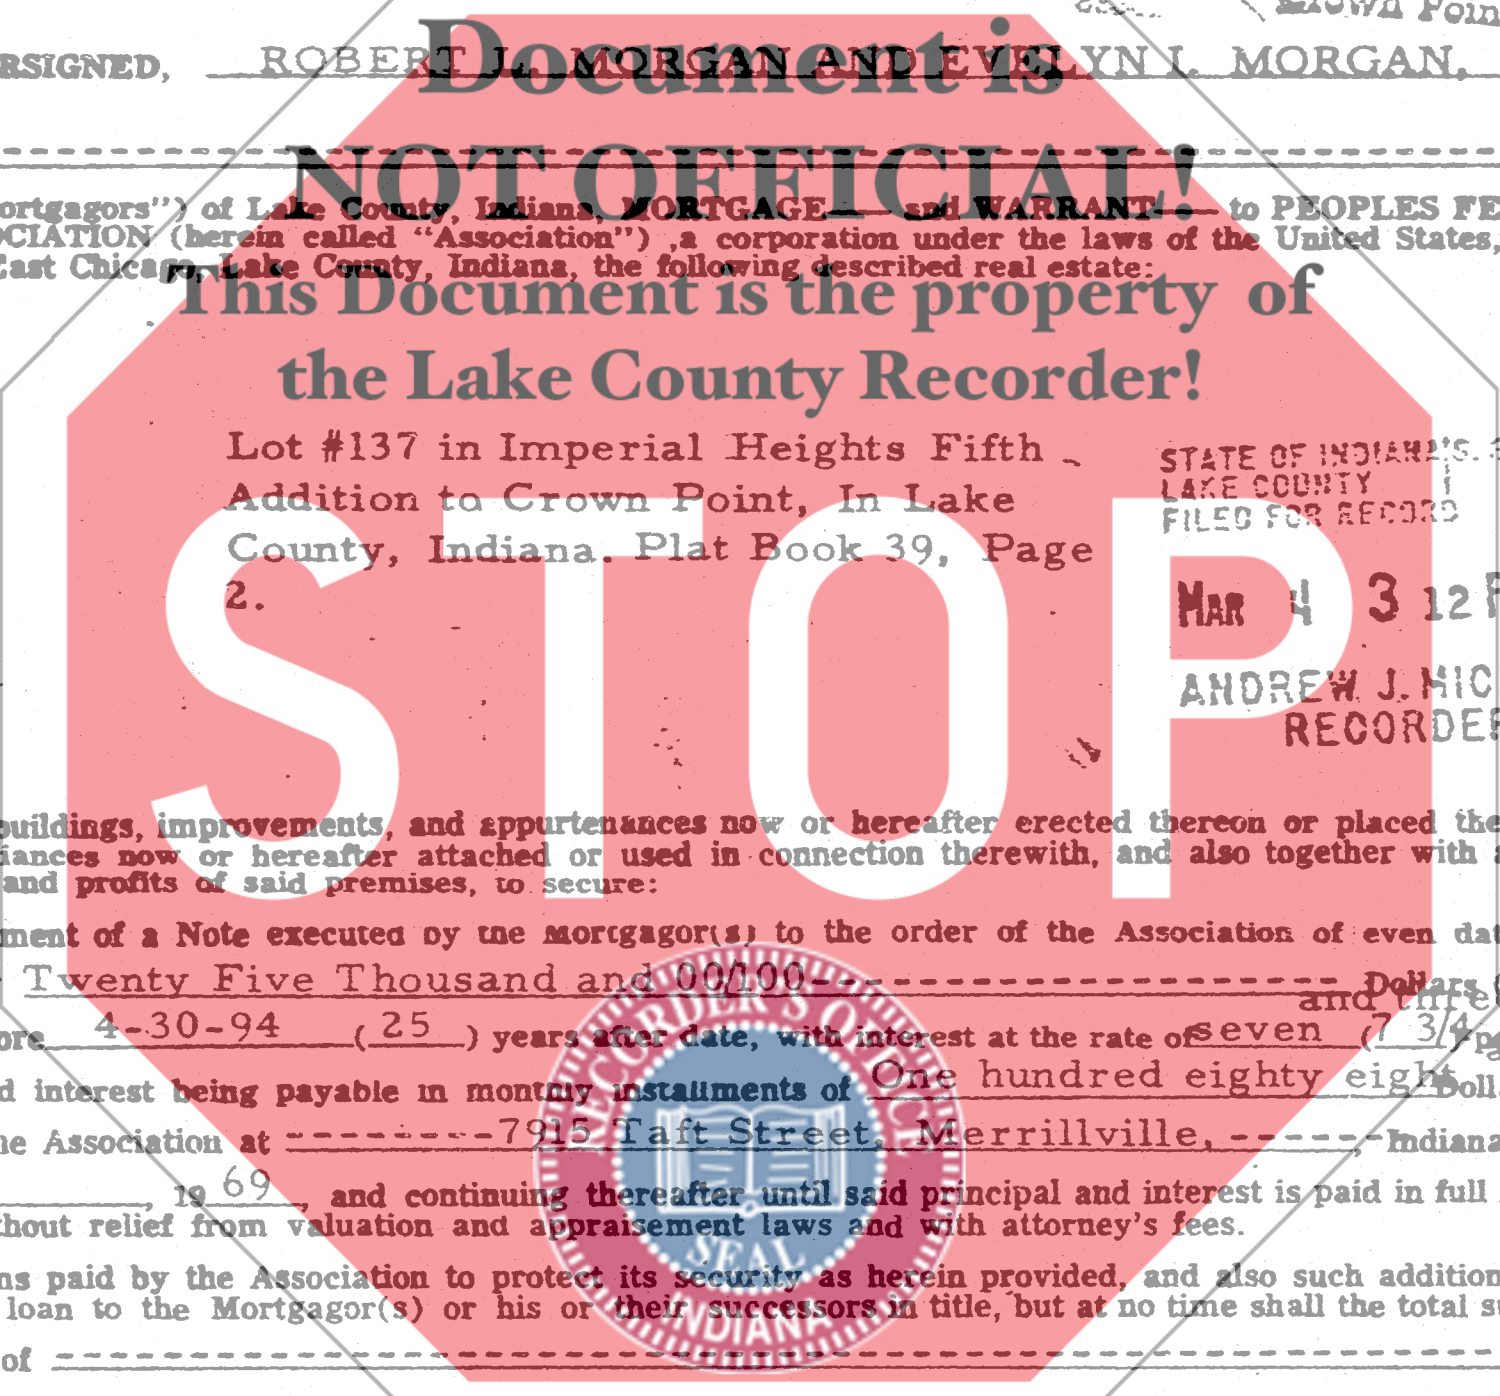 Document is
RSIGNED, ROBERT L. MORGAN AND EVELYN I. MORGAN,
NOT OFFICIAL!
ortgagors") of Lake County, Indiana, MORTGAGE and WARRANT to PEOPLES FE
OCIATION (herein called "Association") ,a corporation under the laws of the United States,
East Chicago, Lake County, Indiana, the following described real estate:
This Document is the property of
the Lake County Recorder!
Lot #137 in Imperial Heights Fifth
Addition to Crown Point, In Lake
County, Indiana. Plat Book 39, Page
2.
STATE OF INDIANA
LAKE COUNTY
FILED FOR RECORD
MAR 4 3 12 P
ANDREW J. MIC
RECORDER
STOP
buildings, improvements, and appurtenances now or hereafter erected thereon or placed the
iances now or hereafter attached or used in connection therewith, and also together with a
and profits of said premises, to secure:
ment of a Note executed by the Mortgagor(s) to the order of the Association of even dat
Twenty Five Thousand and 00/100 Dollars (
and three
ore 4-30-94 ( 25 ) years after date, with interest at the rate of seven (7 3/4
d interest being payable in monthly installments of One hundred eighty eight Doll
he Association at 7915 Taft Street, Merrillville, Indiana
, 19 69, and continuing thereafter until said principal and interest is paid in full
thout relief from valuation and appraisement laws and with attorney's fees.
ns paid by the Association to protect its security as herein provided, and also such addition
loan to the Mortgagor(s) or his or their successors in title, but at no time shall the total su
of
RECORDER'S OFFICE
SEAL
INDIANA